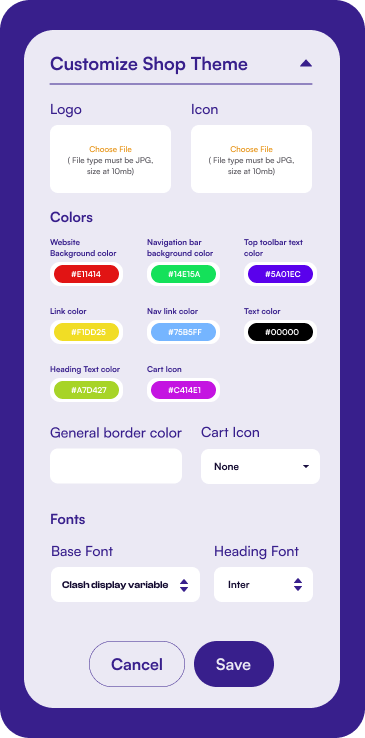 Customize Shop Theme
Logo
Icon
Choose File
( File type must be JPG,
size at 10mb)
Choose File
( File type must be JPG,
size at 10mb)
Colors
Website
Background color
Navigation bar
background color
Top toolbar text
color
#E11414
#14E15A
#5A01EC
Link color
Nav link color
Text color
#F1DD25
#75B5FF
#00000
Heading Text color
Cart Icon
#A7D427
#C414E1
General border color
Cart Icon
None
Fonts
Base Font
Heading Font
Clash display variable
Inter
Cancel
Save